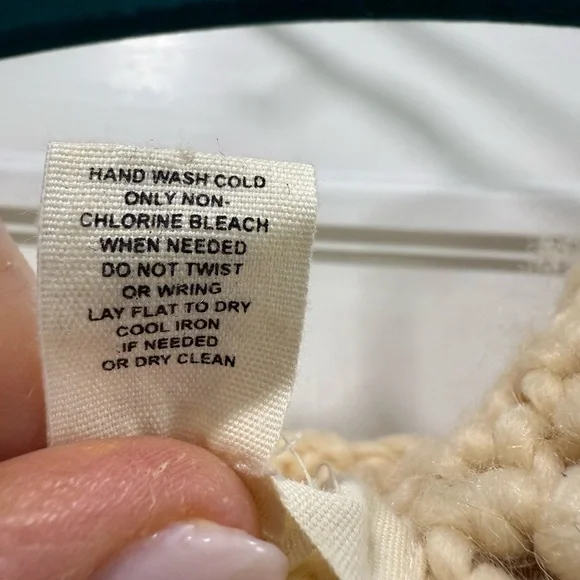 HAND WASH COLD
ONLY NON-
CHLORINE BLEACH
WHEN NEEDED
DO NOT TWIST
OR WRING
LAY FLAT TO DRY
COOL IRON
IF NEEDED
OR DRY CLEAN